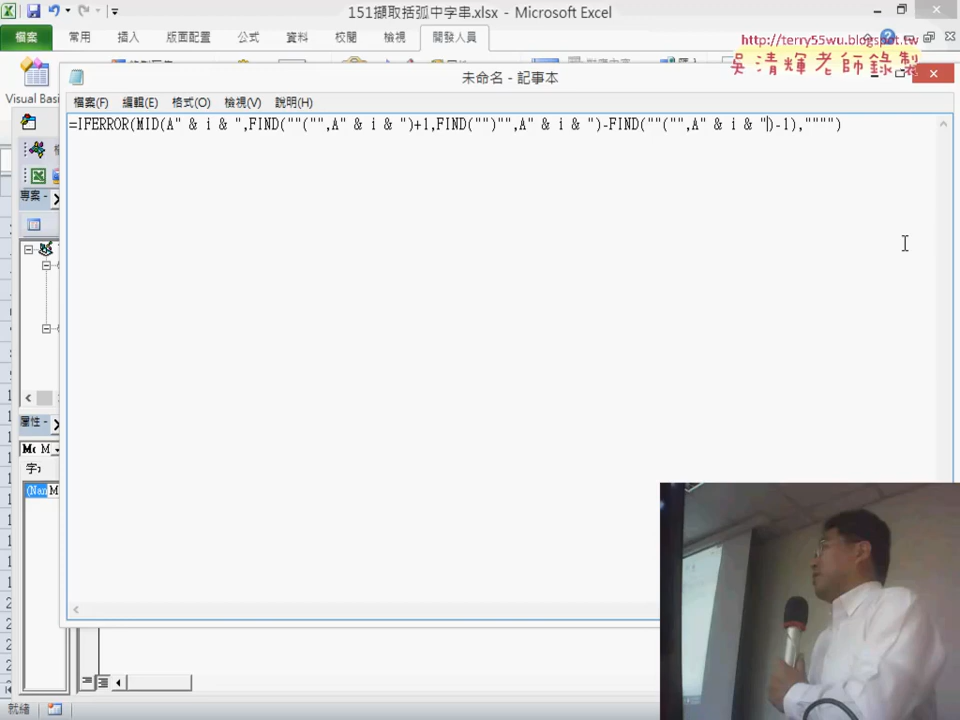 151擷取括弧中字串.xlsx - Microsoft Excel
檔案 常用 插入 版面配置 公式 資料 校閱 檢視 開發人員
http://terry55wu.blogspot.tw
吳清輝老師錄製
Visual Basi
未命名 - 記事本
檔案(F) 編輯(E) 格式(O) 檢視(V) 說明(H)
=IFERROR(MID(A" & i & ",FIND(""("",A" & i & ")+1,FIND("")"",A" & i & ")-FIND(""("",A" & i & ")-1),"""")
專案 -
屬性 -
M
(Nan M
就緒